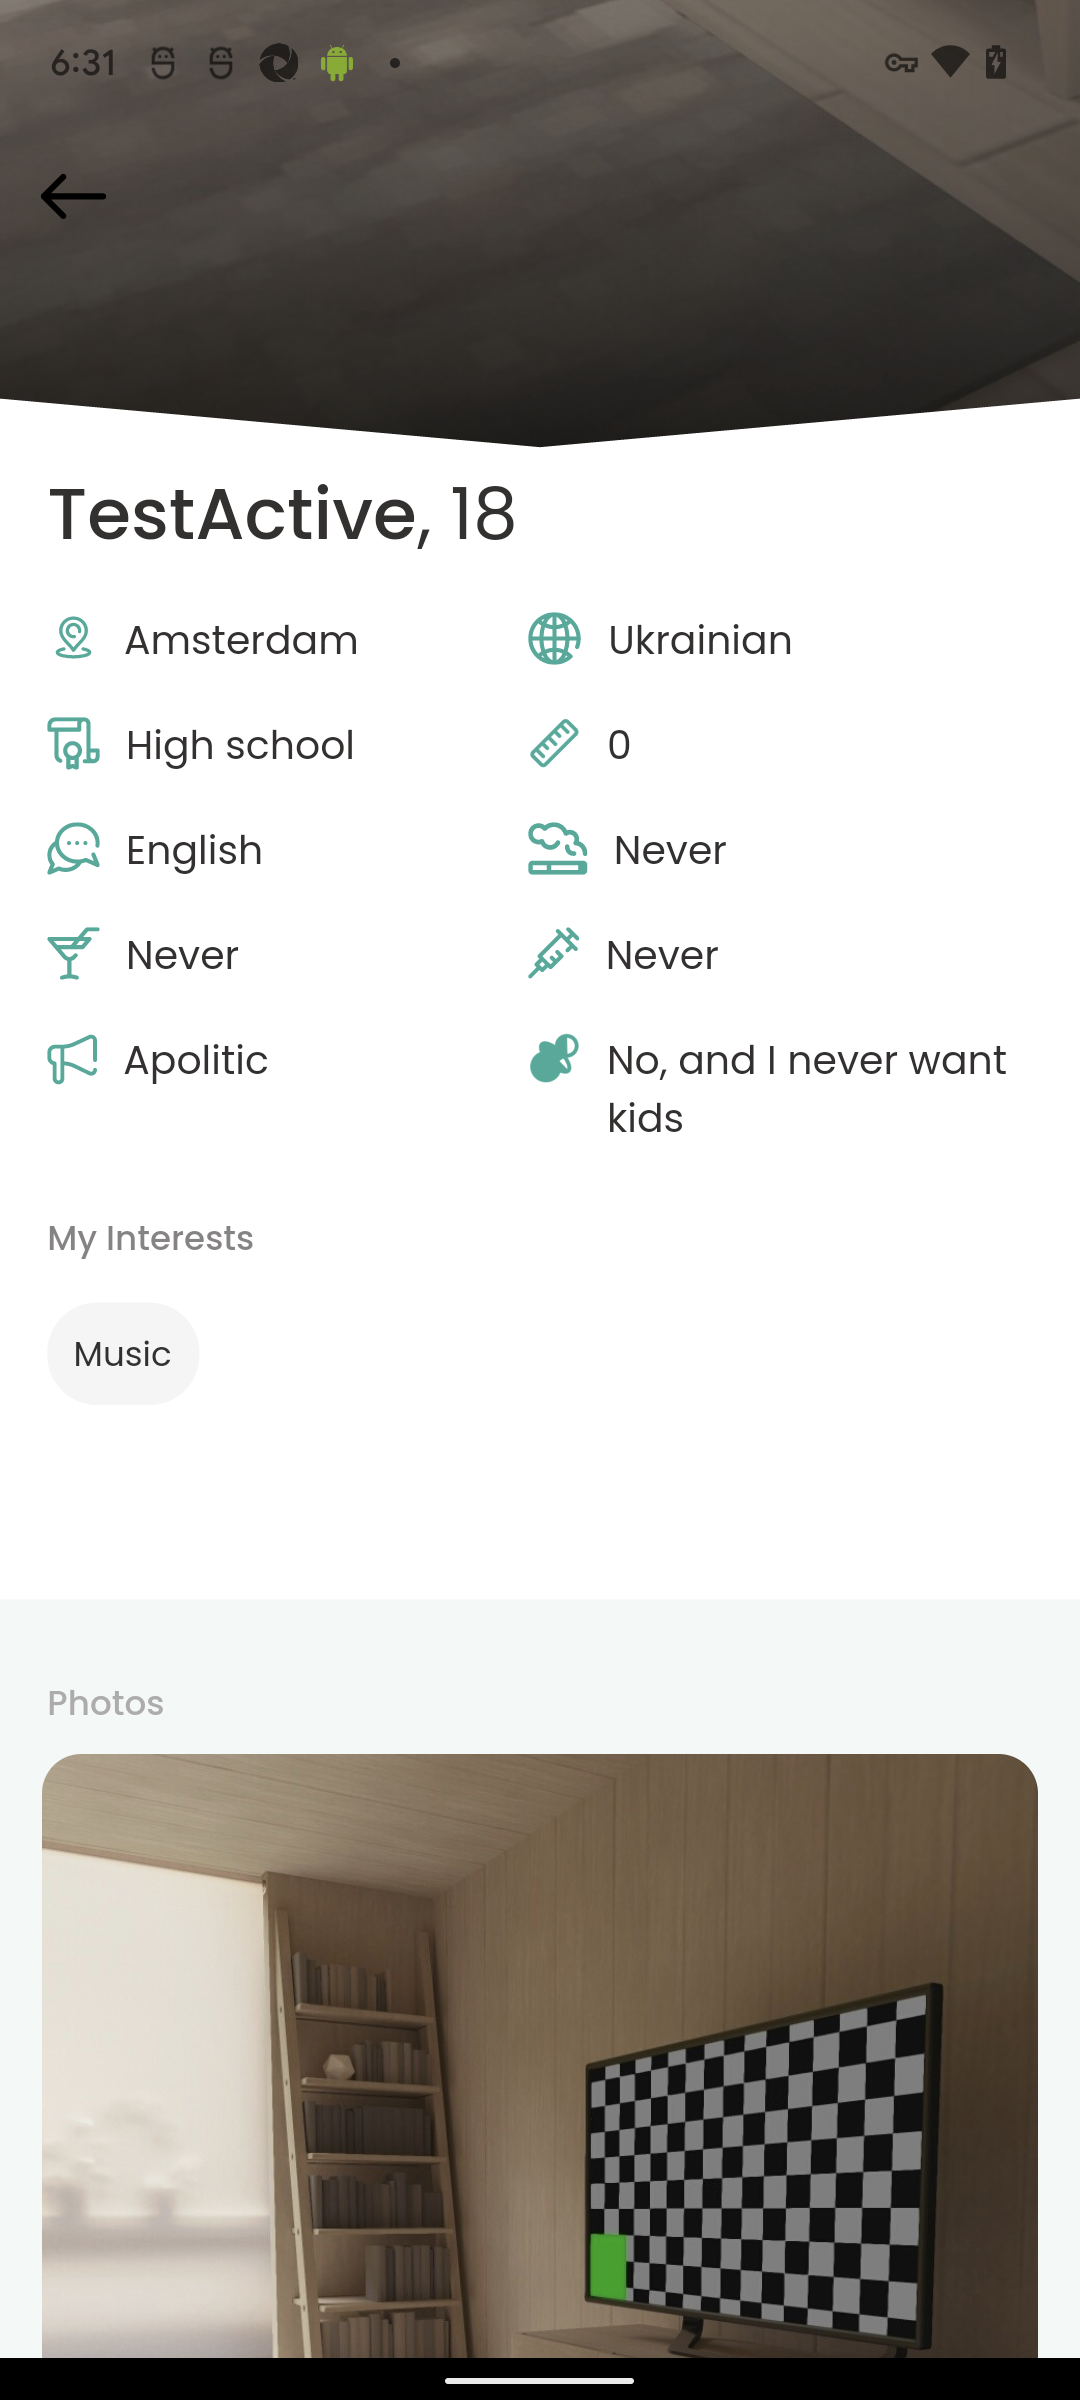 6:31
TestActive, 18
Amsterdam
Ukrainian
High school
0
English
Never
Never
Never
Apolitic
No, and I never want
kids
My Interests
Music
Photos